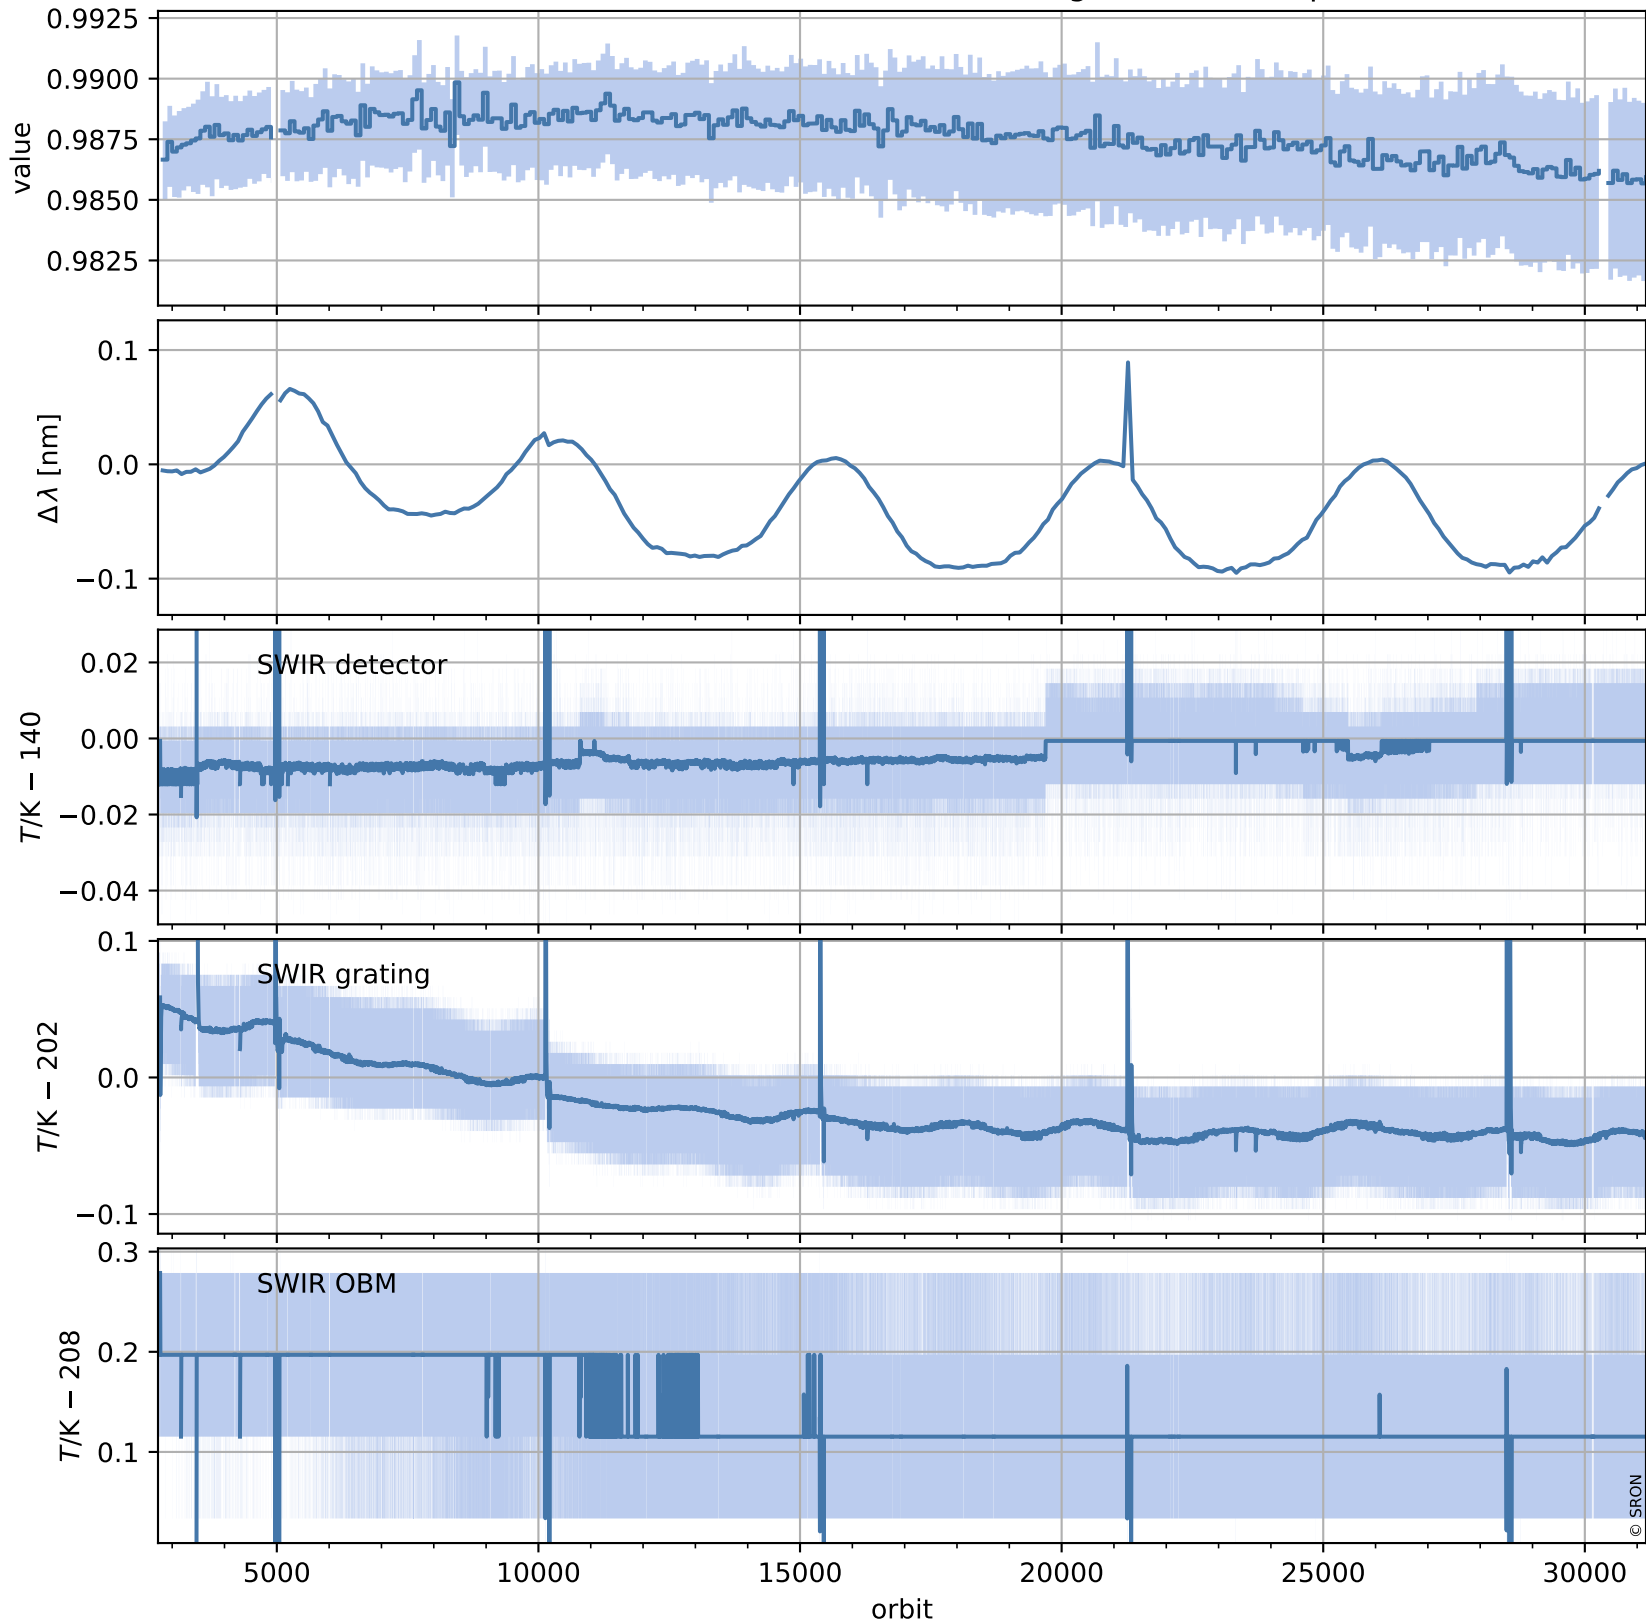 0.9925
0.9900
0.9875
0.9850
0.9825
value
0.1
0.0
−0.1
Δλ [nm]
SWIR detector
0.02
0.00
−0.02
−0.04
T/K − 140
SWIR grating
0.1
0.0
−0.1
T/K − 202
SWIR OBM
0.3
0.2
0.1
T/K − 208
© SRON
5000 10000 15000 20000 25000 30000
orbit